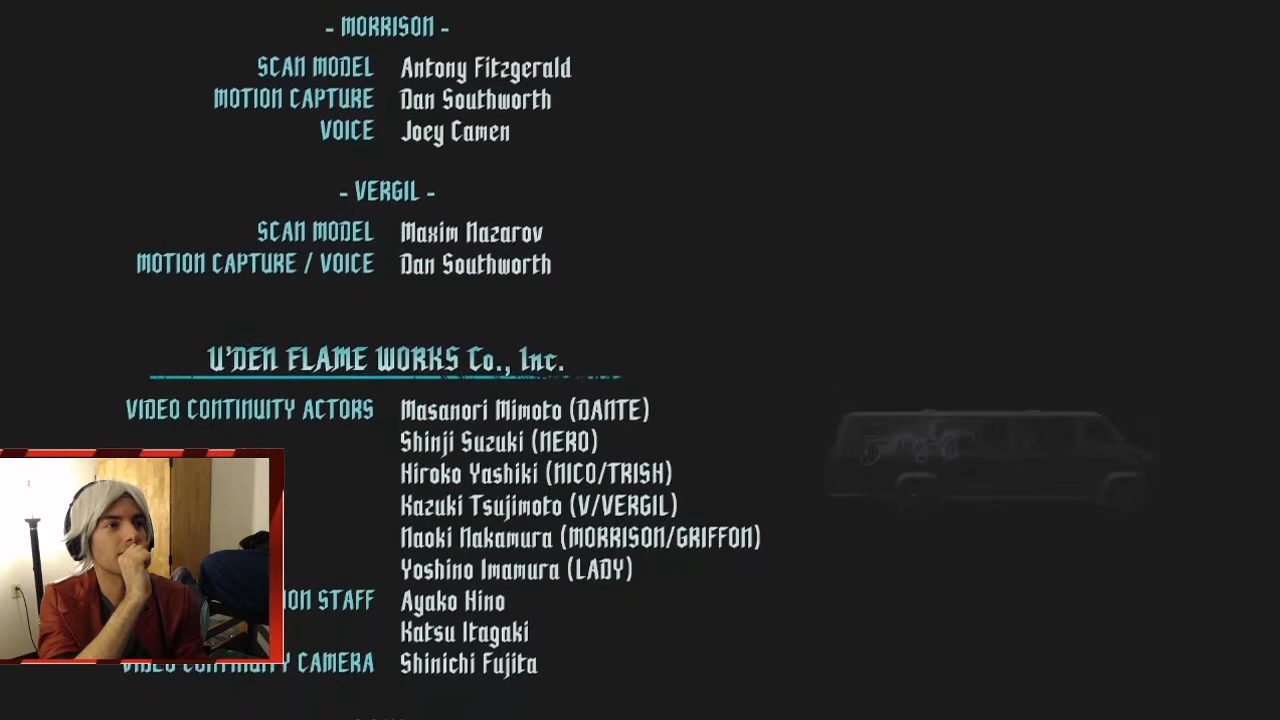 - MORRISON -
SCAN MODEL Antony Fitzgerald
MOTION CAPTURE Dan Southworth
VOICE Joey Camen
- VERGIL -
SCAN MODEL Maxim Nazarov
MOTION CAPTURE / VOICE Dan Southworth
U'DEN FLAME WORKS Co., Inc.
VIDEO CONTINUITY ACTORS Masanori Mimoto (DANTE)
Shinji Suzuki (NERO)
Hiroko Yashiki (NICO/TRISH)
Kazuki Tsujimoto (V/VERGIL)
Naoki Nakamura (MORRISON/GRIFFON)
Yoshino Imamura (LADY)
STAFF Ayako Hino
Katsu Itagaki
VIDEO CONTINUITY CAMERA Shinichi Fujita